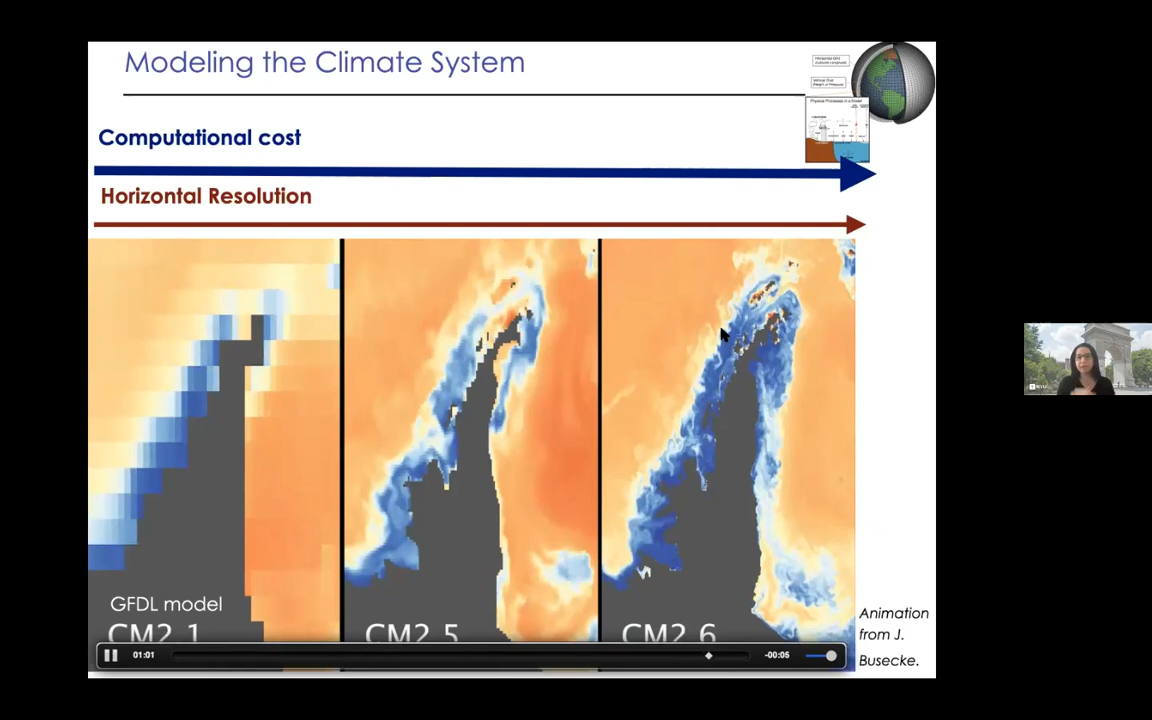 Modeling the Climate System
Computational cost
Horizontal Resolution
GFDL model
CM2.1
CM2.5
CM2.6
Animation
from J.
Busecke.
01:01
-00:05